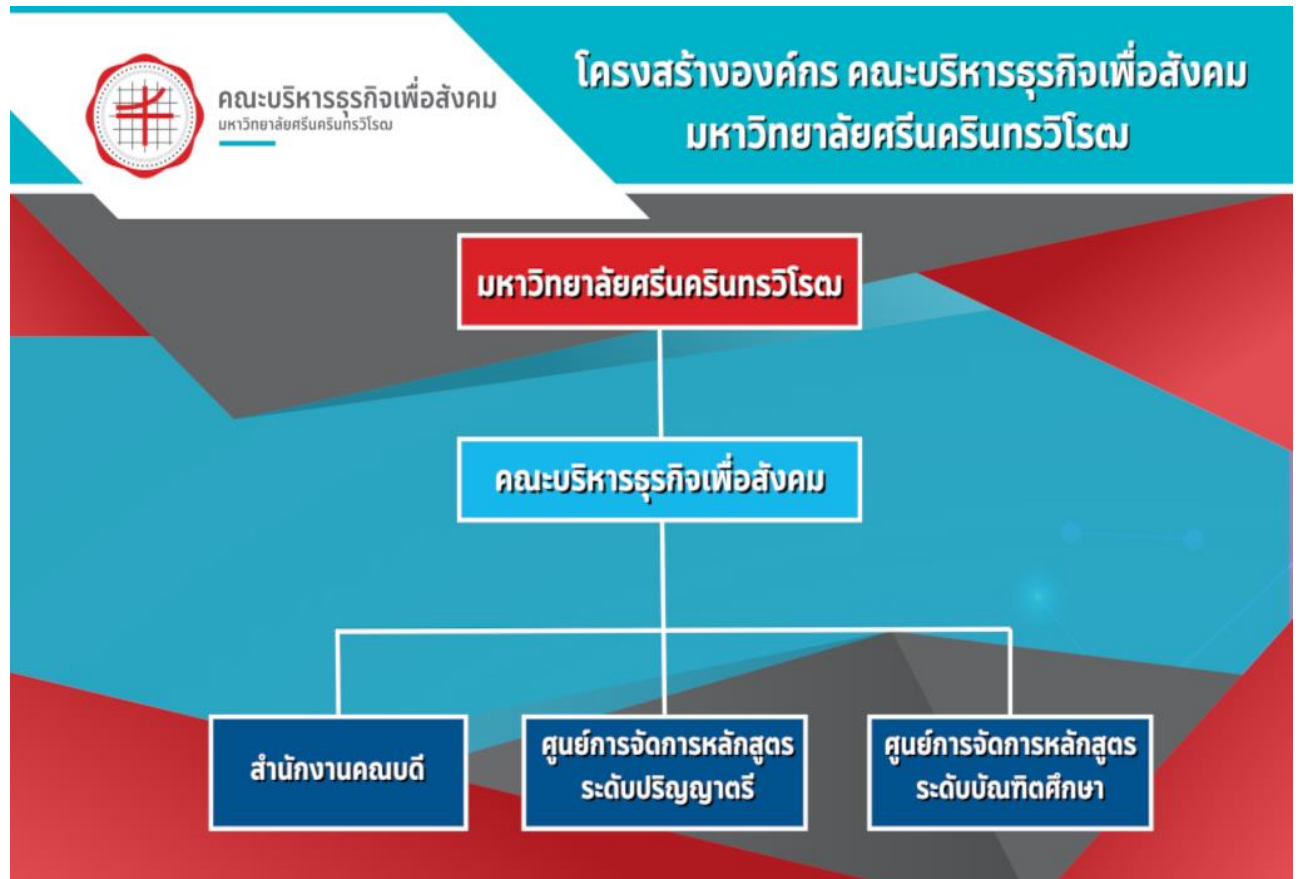 คณะบริหารธุรกิจเพื่อสังคม
มหาวิทยาลัยศรีนครินทรวิโรฒ
โครงสร้างองค์กร คณะบริหารธุรกิจเพื่อสังคม
มหาวิทยาลัยศรีนครินทรวิโรฒ
มหาวิทยาลัยศรีนครินทรวิโรฒ
คณะบริหารธุรกิจเพื่อสังคม
สำนักงานคณบดี
ศูนย์การจัดการหลักสูตร
ระดับปริญญาตรี
ศูนย์การจัดการหลักสูตร
ระดับบัณฑิตศึกษา